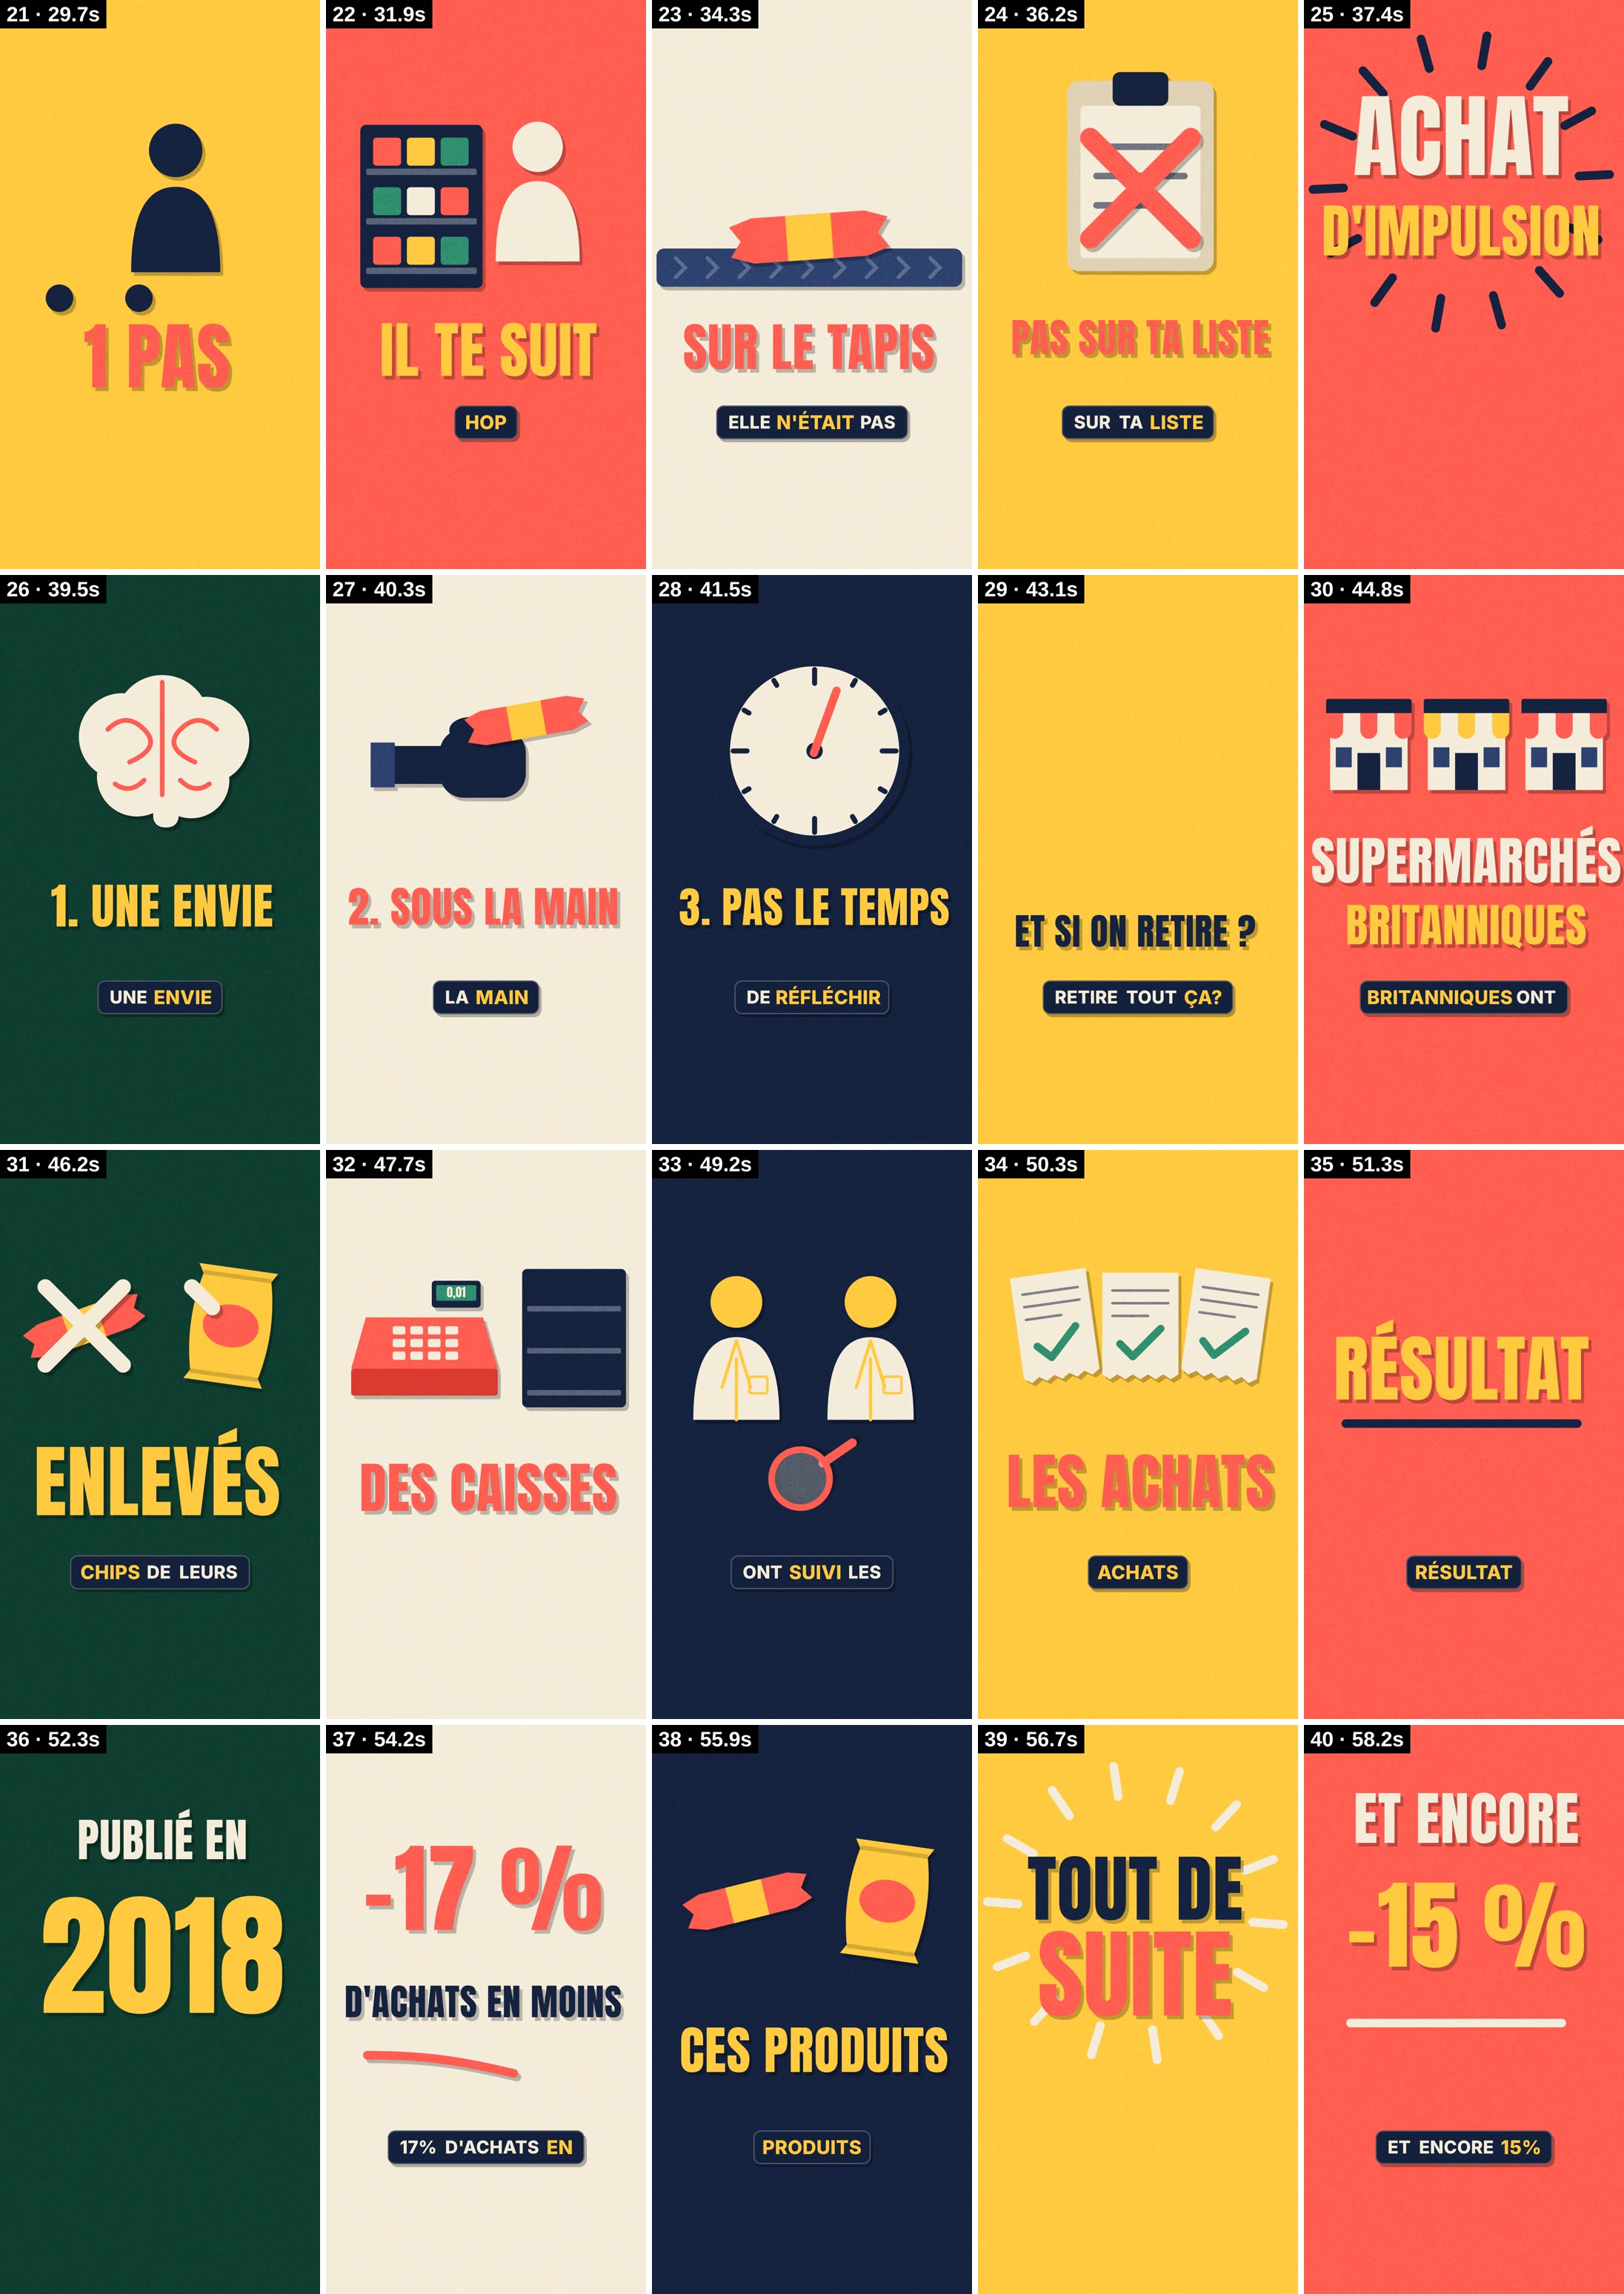 21 · 29.7s
1 PAS
22 · 31.9s
IL TE SUIT
HOP
23 · 34.3s
SUR LE TAPIS
ELLE N'ÉTAIT PAS
24 · 36.2s
PAS SUR TA LISTE
SUR TA LISTE
25 · 37.4s
ACHAT
D'IMPULSION
26 · 39.5s
1. UNE ENVIE
UNE ENVIE
27 · 40.3s
2. SOUS LA MAIN
LA MAIN
28 · 41.5s
3. PAS LE TEMPS
DE RÉFLÉCHIR
29 · 43.1s
ET SI ON RETIRE ?
RETIRE TOUT ÇA?
30 · 44.8s
SUPERMARCHÉS
BRITANNIQUES
BRITANNIQUES ONT
31 · 46.2s
ENLEVÉS
CHIPS DE LEURS
32 · 47.7s
0,01
DES CAISSES
33 · 49.2s
ONT SUIVI LES
34 · 50.3s
LES ACHATS
ACHATS
35 · 51.3s
RÉSULTAT
RÉSULTAT
36 · 52.3s
PUBLIÉ EN
2018
37 · 54.2s
-17 %
D'ACHATS EN MOINS
17% D'ACHATS EN
38 · 55.9s
CES PRODUITS
PRODUITS
39 · 56.7s
TOUT DE
SUITE
40 · 58.2s
ET ENCORE
-15 %
ET ENCORE 15%